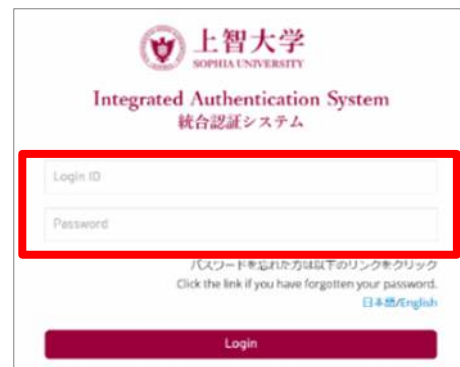 上智大学
SOPHIA UNIVERSITY
Integrated Authentication System
統合認証システム
Login ID
Password
パスワードを忘れた方は以下のリンクをクリック
Click the link if you have forgotten your password.
日本語/English
Login